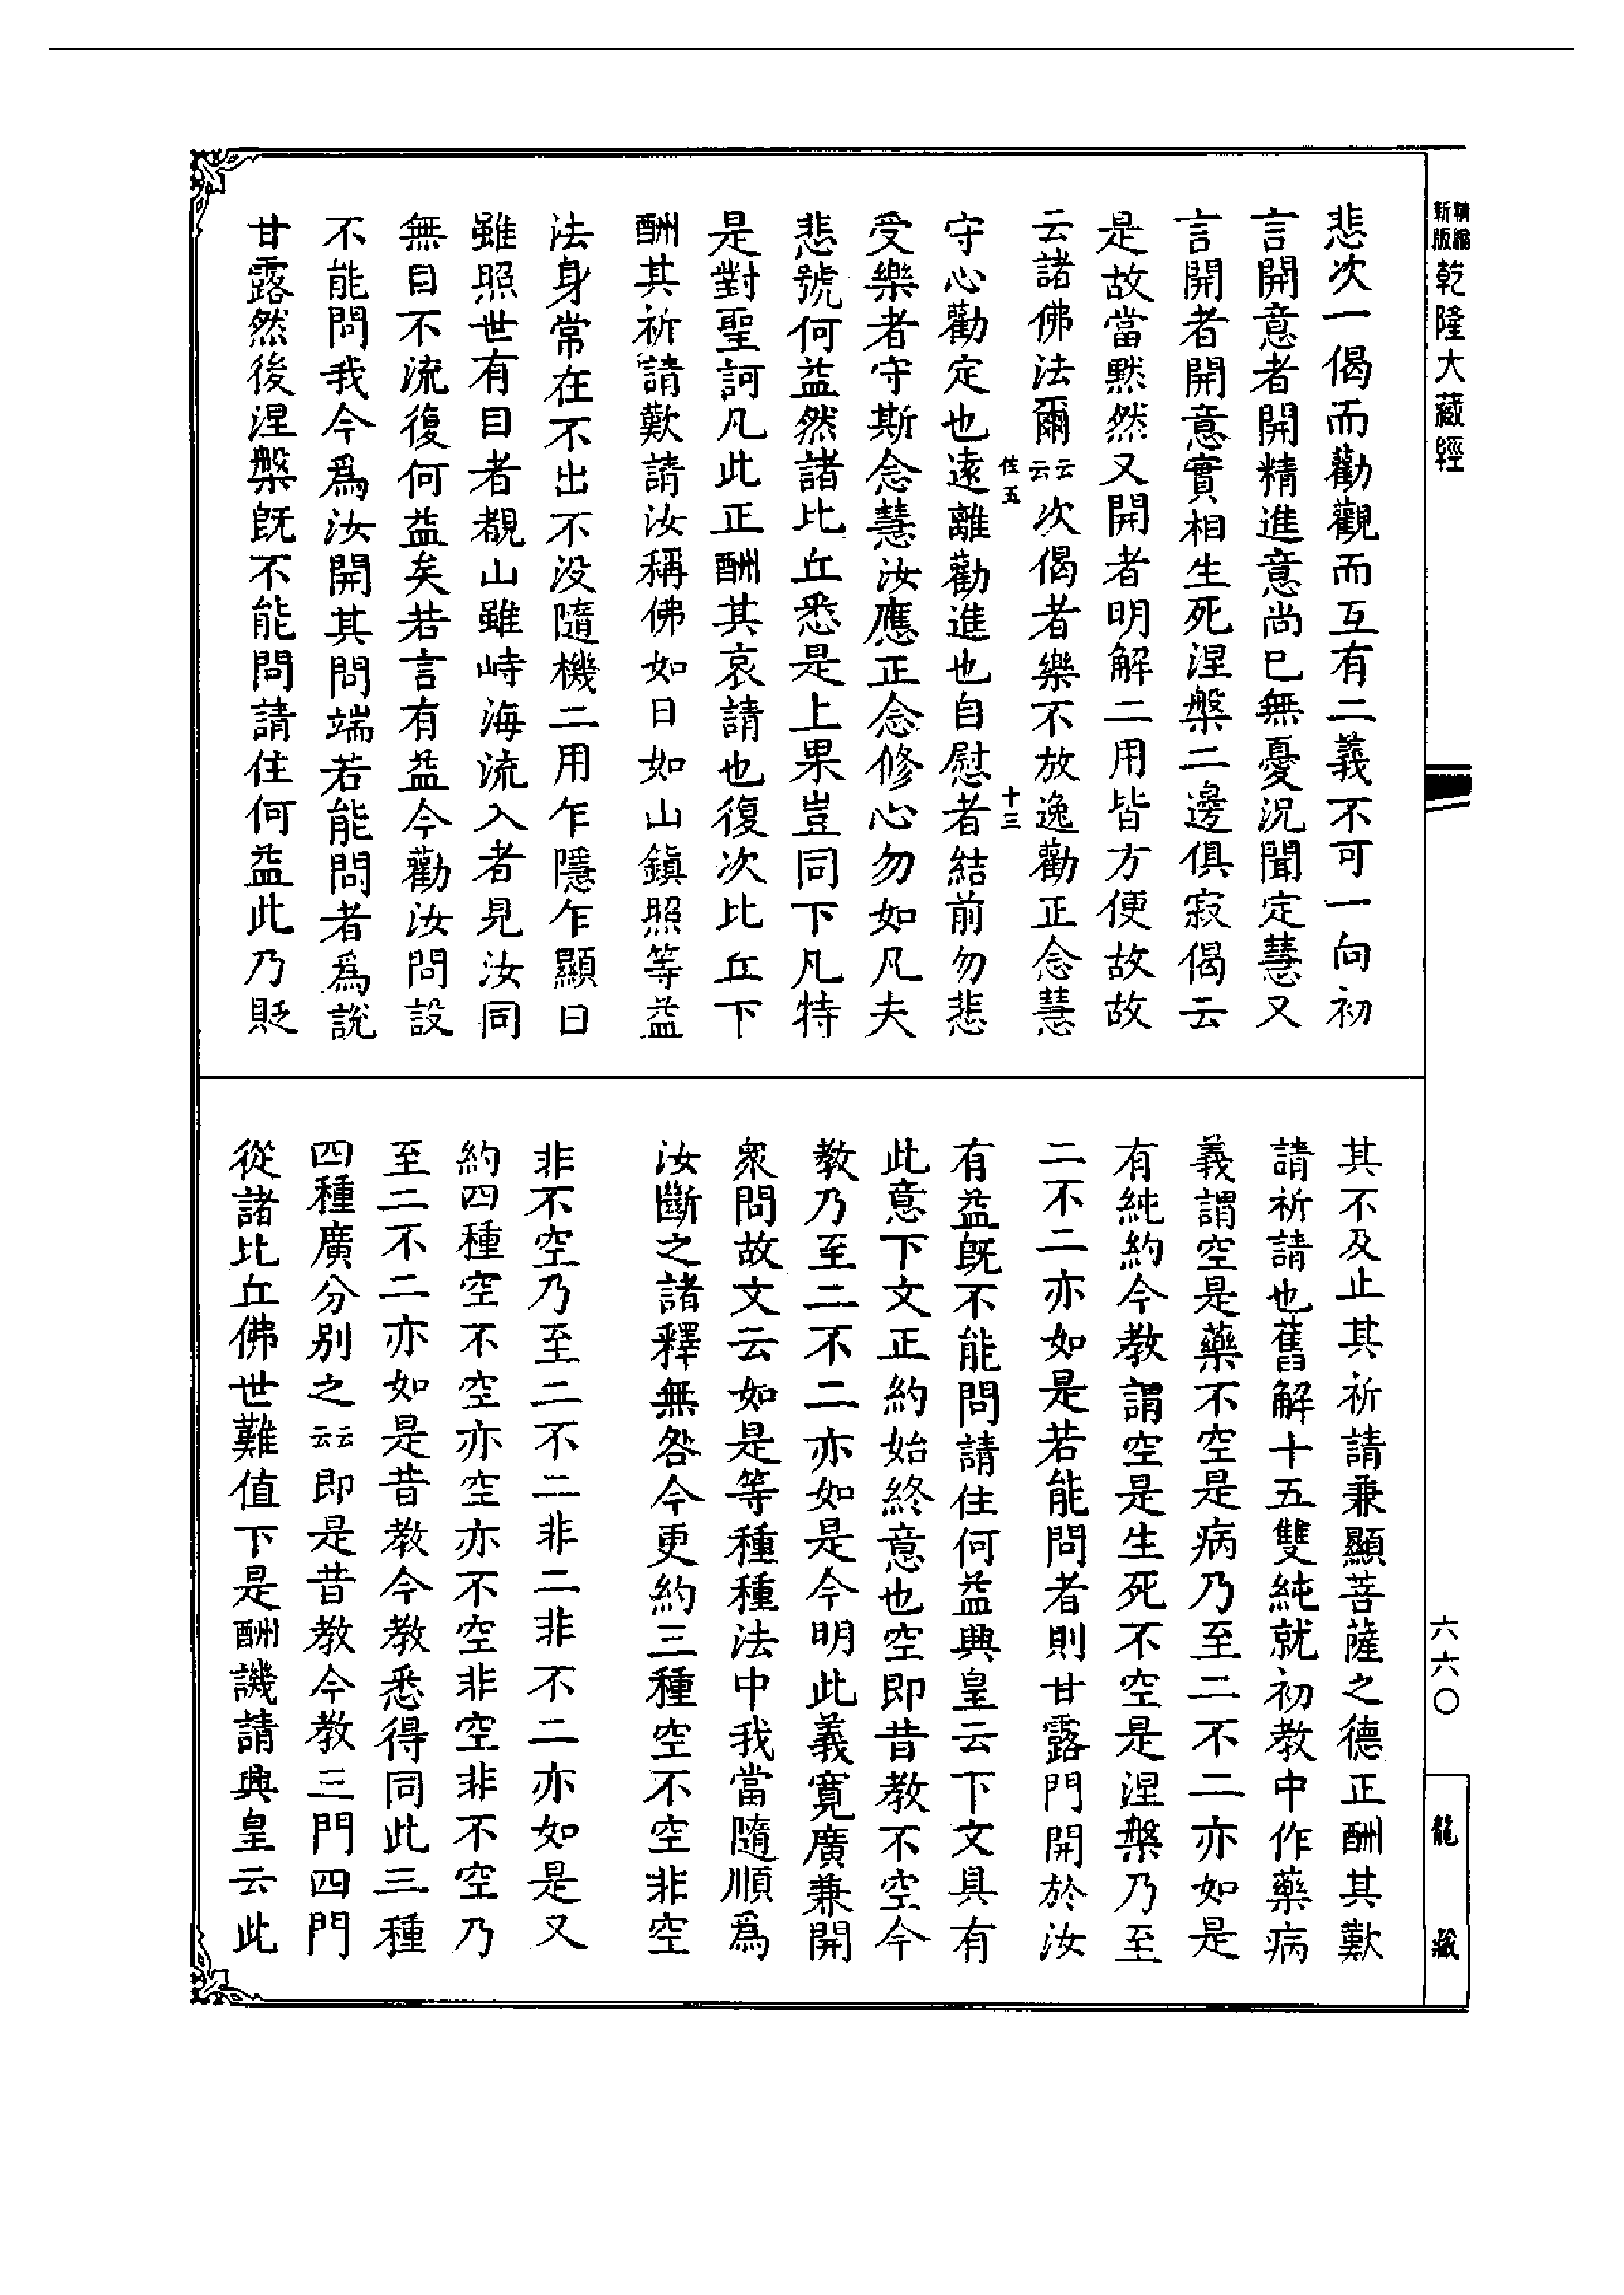 精縮新版乾隆大藏經
悲次一偈而勸觀而互有二義不可一向初
言開意者開精進意尚已無憂況聞定慧又
言開者開意實相生死涅槃二邊俱寂偈云
是故當黙然又開者明解二用皆方便故故
云諸佛法爾云云次偈者樂不放逸勸正念慧
五 十三
守心勸定也遠離勸進也自慰者結前勿悲
受樂者守斯念慧汝應正念修心勿如凡夫
悲號何益然諸比丘悉是上果豈同下凡特
是對聖訶凡此正酬其哀請也復次比丘下
酬其祈請歎請汝稱佛如日如山鎮照等益
法身常在不出不没隨機二用乍隱乍顯日
雖照世有目者覩山雖峙海流入者見汝同
無目不流復何益矣若言有益今勸汝問設
不能問我今爲汝開其問端若能問者爲說
甘露然後涅槃既不能問請住何益此乃貶
其不及止其祈請兼顯菩薩之德正酬其歎
請祈請也舊解十五雙純就初教中作藥病
義謂空是藥不空是病乃至二不二亦如是
有純約今教謂空是生死不空是涅槃乃至
二不二亦如是若能問者則甘露門開於汝
有益既不能問請住何益興皇云下文具有
此意下文正約始終意也空即昔教不空今
教乃至二不二亦如是今明此義寬廣兼開
衆問故文云如是等種種法中我當隨順爲
汝斷之諸釋無咎今更約三種空不空非空
非不空乃至二不二非二非不二亦如是又
約四種空不空亦空亦不空非空非不空乃
至二不二亦如是昔教今教悉得同此三種
四種廣分別之云云即是昔教今教三門四門
從諸比丘佛世難值下是酬譏請興皇云此
六六〇
龍藏